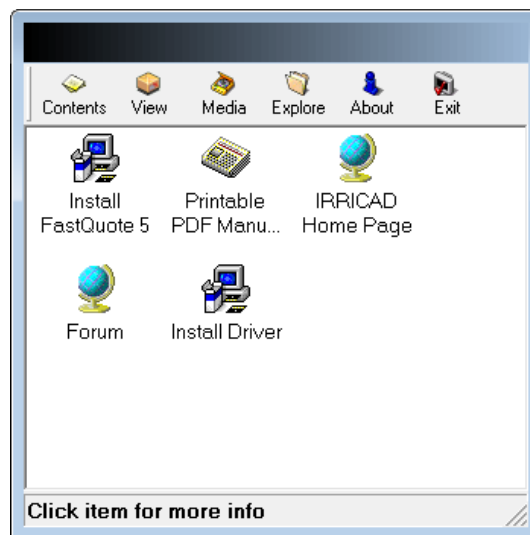 Contents View Media Explore About Exit
Install Printable IRRICAD
FastQuote 5 PDF Manu... Home Page
Forum Install Driver
Click item for more info